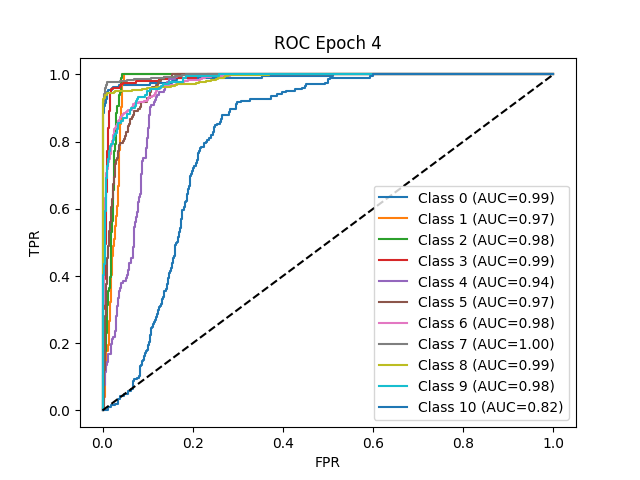 ROC Epoch 4
TPR
1.0
0.8
0.6
0.4
0.2
0.0
Class 0 (AUC=0.99)
Class 1 (AUC=0.97)
Class 2 (AUC=0.98)
Class 3 (AUC=0.99)
Class 4 (AUC=0.94)
Class 5 (AUC=0.97)
Class 6 (AUC=0.98)
Class 7 (AUC=1.00)
Class 8 (AUC=0.99)
Class 9 (AUC=0.98)
Class 10 (AUC=0.82)
0.0 0.2 0.4 0.6 0.8 1.0
FPR